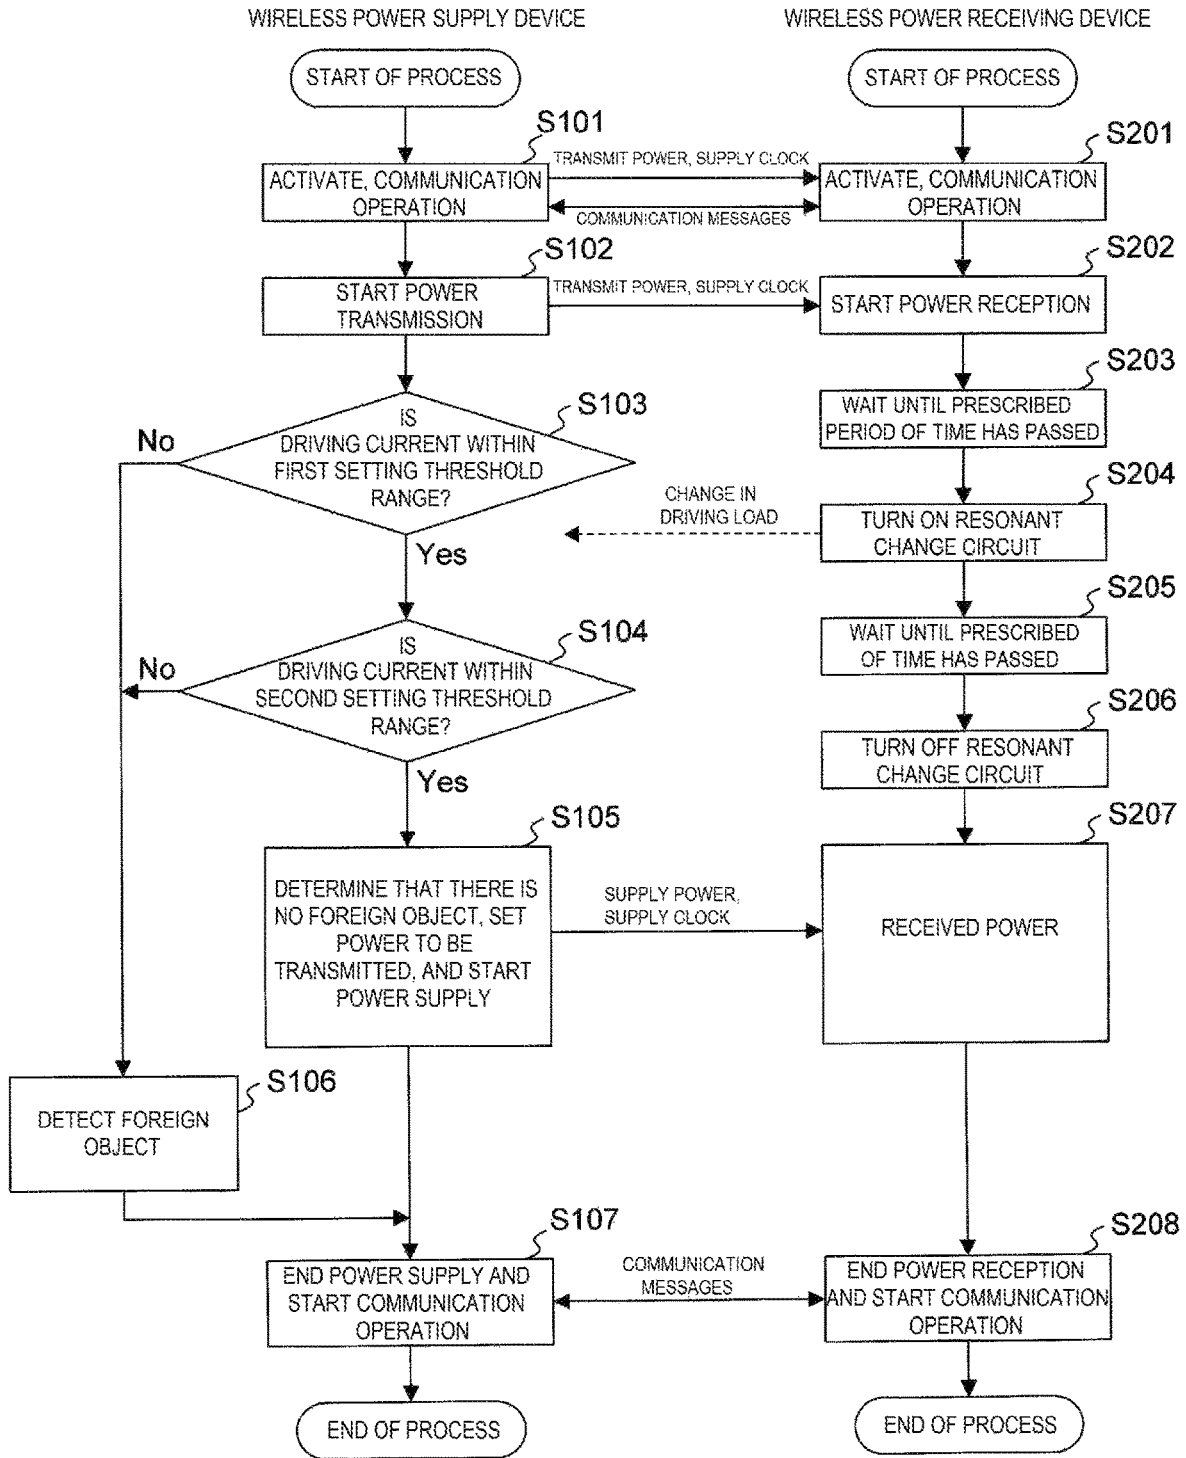 WIRELESS POWER SUPPLY DEVICE
WIRELESS POWER RECEIVING DEVICE
START OF PROCESS
START OF PROCESS
S101
S201
ACTIVATE, COMMUNICATION
OPERATION
TRANSMIT POWER, SUPPLY CLOCK
COMMUNICATION MESSAGES
ACTIVATE, COMMUNICATION
OPERATION
S102
S202
START POWER
TRANSMISSION
TRANSMIT POWER, SUPPLY CLOCK
START POWER RECEPTION
S203
WAIT UNTIL PRESCRIBED
PERIOD OF TIME HAS PASSED
S103
IS
DRIVING CURRENT WITHIN
FIRST SETTING THRESHOLD
RANGE?
No
Yes
S204
CHANGE IN
DRIVING LOAD
TURN ON RESONANT
CHANGE CIRCUIT
S205
WAIT UNTIL PRESCRIBED
OF TIME HAS PASSED
S104
IS
DRIVING CURRENT WITHIN
SECOND SETTING THRESHOLD
RANGE?
No
Yes
S206
TURN OFF RESONANT
CHANGE CIRCUIT
S105
S207
DETERMINE THAT THERE IS
NO FOREIGN OBJECT, SET
POWER TO BE
TRANSMITTED, AND START
POWER SUPPLY
SUPPLY POWER,
SUPPLY CLOCK
RECEIVED POWER
S106
DETECT FOREIGN
OBJECT
S107
S208
END POWER SUPPLY AND
START COMMUNICATION
OPERATION
COMMUNICATION
MESSAGES
END POWER RECEPTION
AND START COMMUNICATION
OPERATION
END OF PROCESS
END OF PROCESS